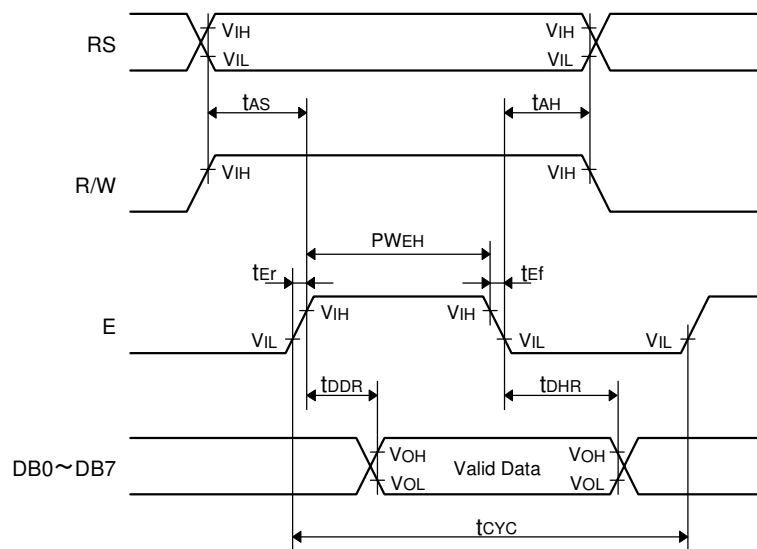 RS
VIH
VIH
VIL
VIL
tAS
tAH
R/W
VIH
VIH
PWEH
tEr
tEf
E
VIH
VIH
VIL
VIL
VIL
tDDR
tDHR
DB0~DB7
VOH
VOH
Valid Data
VOL
VOL
tCYC